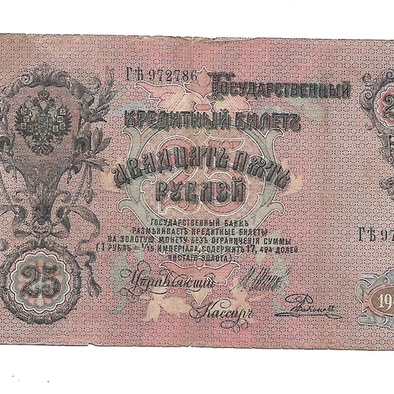 ГѢ 972786
ГОСУДАРСТВЕННЫЙ
КРЕДИТНЫЙ БИЛЕТЪ
ДВАДЦАТЬ ПЯТЬ
РУБЛЕЙ
25
ГОСУДАРСТВЕННЫЙ БАНКЪ
РАЗМѢНИВАЕТЪ КРЕДИТНЫЕ БИЛЕТЫ
НА ЗОЛОТУЮ МОНЕТУ БЕЗЪ ОГРАНИЧЕНІЯ СУММЫ
(1 РУБЛЬ = 1/15 ИМПЕРІАЛА, СОДЕРЖИТЪ 17,424 ДОЛЕЙ
ЧИСТАГО ЗОЛОТА)
ГѢ 97
Управляющій
Кассиръ
25